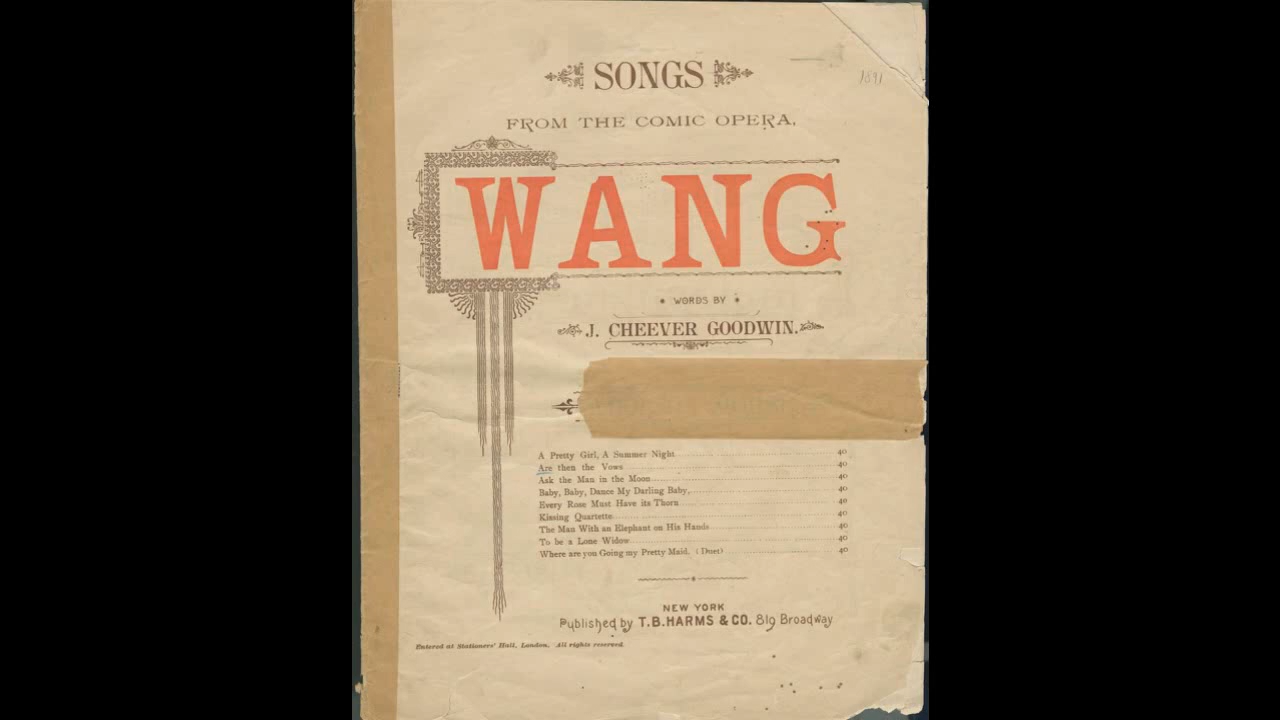 SONGS
1891
FROM THE COMIC OPERA,
WANG
WORDS BY
J. CHEEVER GOODWIN.
A Pretty Girl, A Summer Night 40
Are then the Vows 40
Ask the Man in the Moon 40
Baby, Baby, Dance My Darling Baby, 40
Every Rose Must Have its Thorn 40
Kissing Quartette 40
The Man With an Elephant on His Hands 40
To be a Lone Widow 40
Where are you Going my Pretty Maid. (Duet) 40
NEW YORK
Published by T.B. HARMS & CO. 819 Broadway
Entered at Stationers' Hall, London. All rights reserved.